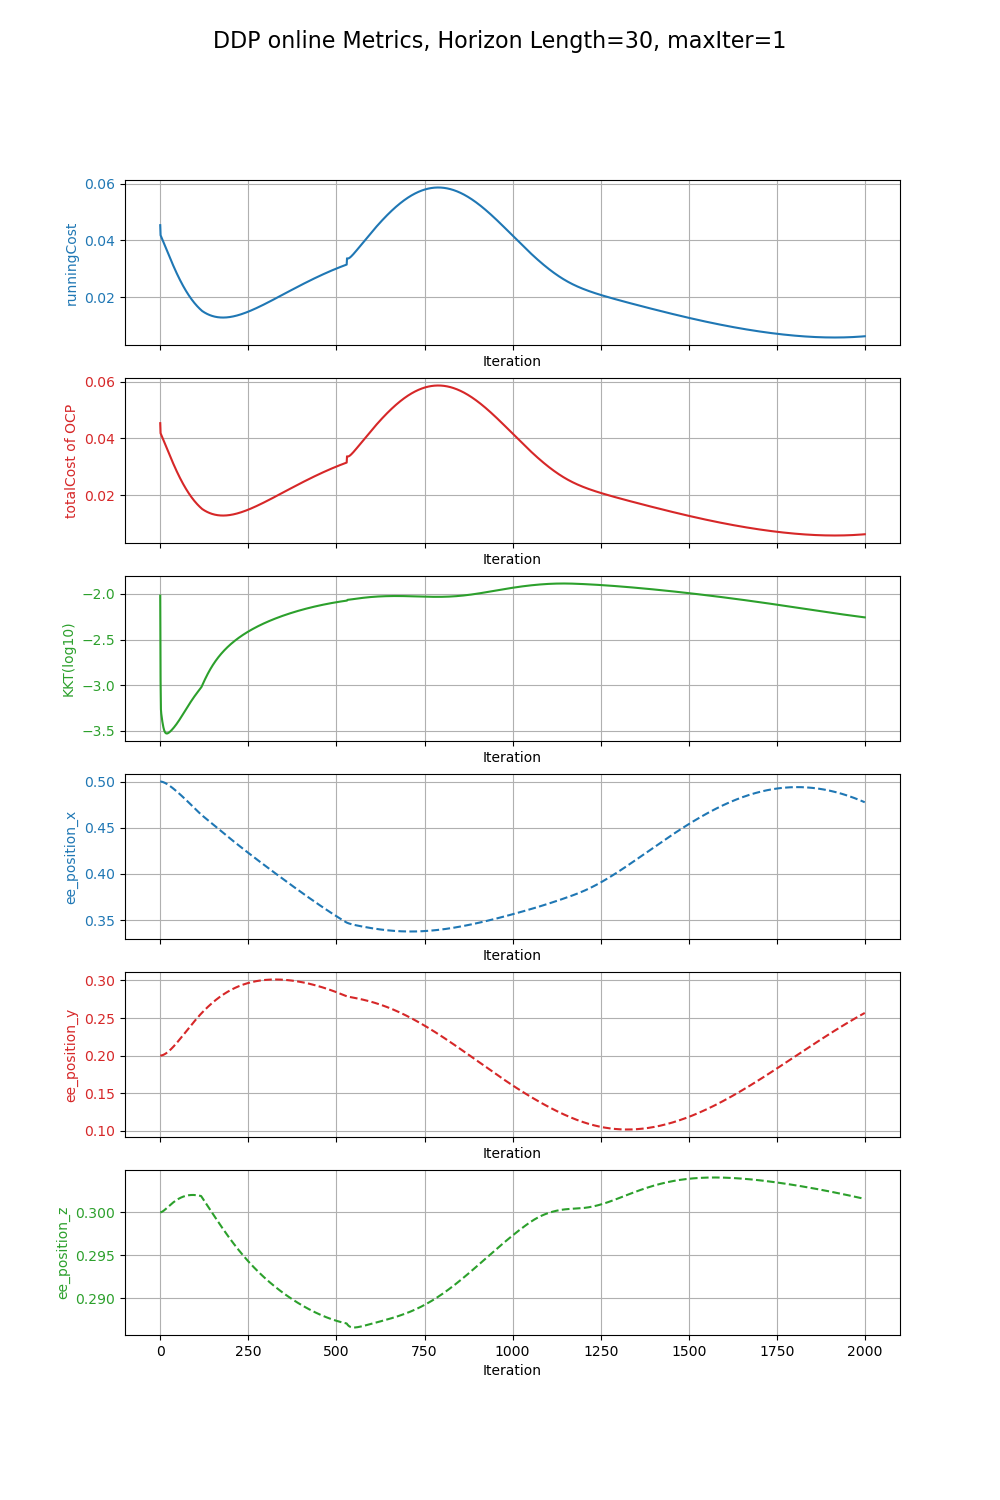 DDP online Metrics, Horizon Length=30, maxIter=1
0.06
0.04
0.02
runningCost
Iteration
0.06
0.04
0.02
totalCost of OCP
Iteration
−2.0
−2.5
−3.0
−3.5
KKT(log10)
Iteration
0.50
0.45
0.40
0.35
ee_position_x
Iteration
0.30
0.25
0.20
0.15
0.10
ee_position_y
Iteration
0.300
0.295
0.290
ee_position_z
0 250 500 750 1000 1250 1500 1750 2000
Iteration